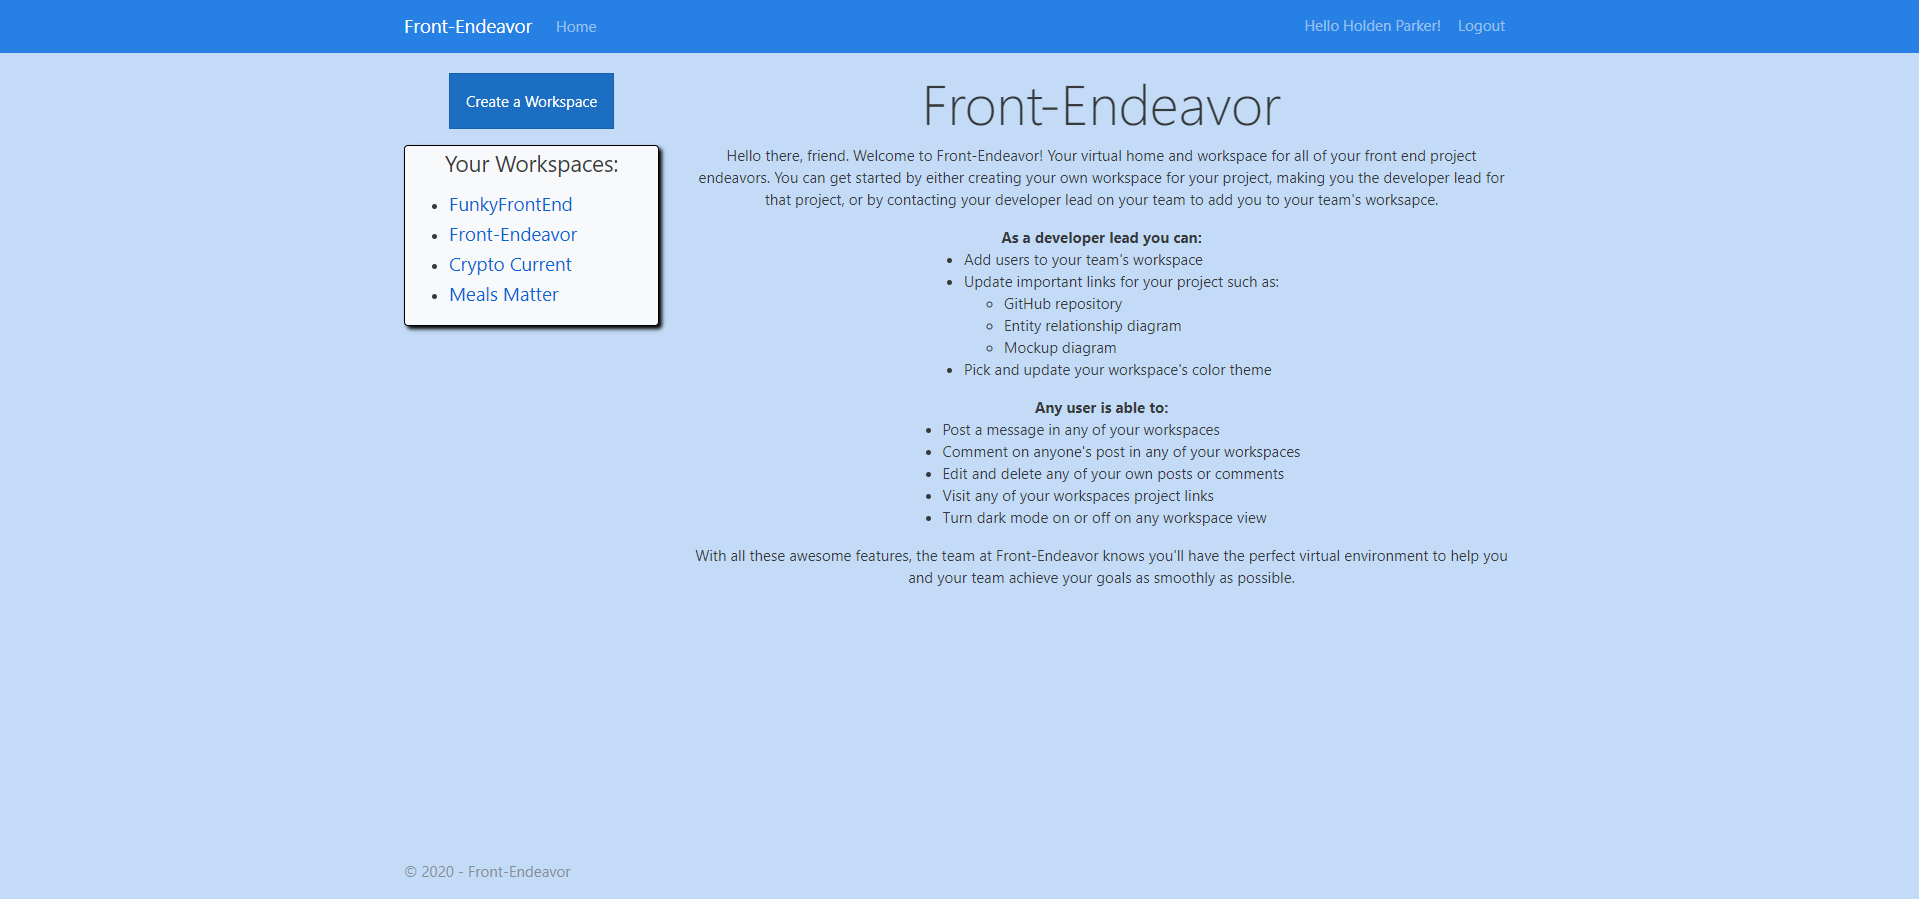 Front-Endeavor
Home
Hello Holden Parker!
Logout
Create a Workspace
Your Workspaces:
FunkyFrontEnd
Front-Endeavor
Crypto Current
Meals Matter
Front-Endeavor
Hello there, friend. Welcome to Front-Endeavor! Your virtual home and workspace for all of your front end project
endeavors. You can get started by either creating your own workspace for your project, making you the developer lead for
that project, or by contacting your developer lead on your team to add you to your team's worksapce.
As a developer lead you can:
Add users to your team's workspace
Update important links for your project such as:
GitHub repository
Entity relationship diagram
Mockup diagram
Pick and update your workspace's color theme
Any user is able to:
Post a message in any of your workspaces
Comment on anyone's post in any of your workspaces
Edit and delete any of your own posts or comments
Visit any of your workspaces project links
Turn dark mode on or off on any workspace view
With all these awesome features, the team at Front-Endeavor knows you'll have the perfect virtual environment to help you
and your team achieve your goals as smoothly as possible.
© 2020 - Front-Endeavor